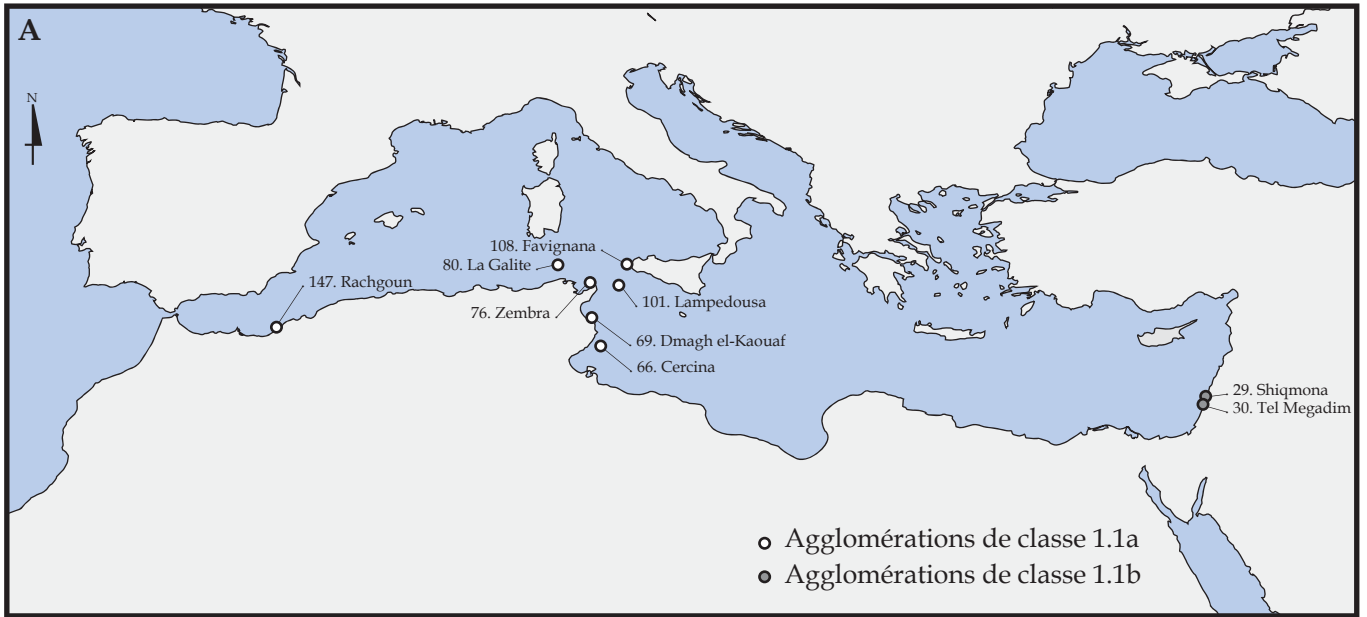 A
N
108. Favignana
80. La Galite
147. Rachgoun
101. Lampedousa
76. Zembra
69. Dmagh el-Kaouaf
66. Cercina
29. Shiqmona
30. Tel Megadim
Agglomérations de classe 1.1a
Agglomérations de classe 1.1b